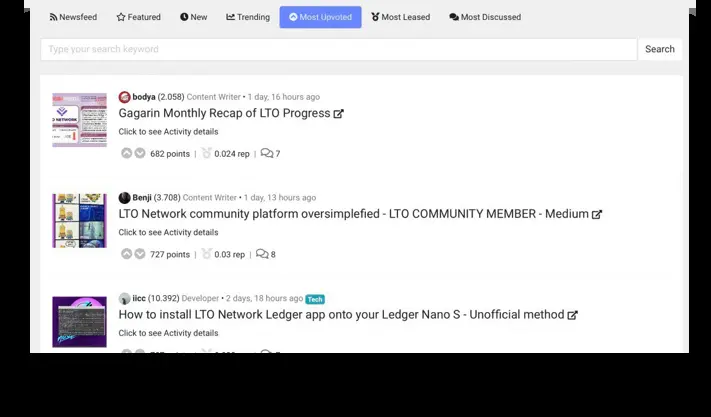 Newsfeed Featured New Trending Most Upvoted Most Leased Most Discussed
Type your search keyword Search
bodya (2.058) Content Writer • 1 day, 16 hours ago
Gagarin Monthly Recap of LTO Progress
Click to see Activity details
682 points | 0.024 rep | 7
Benji (3.708) Content Writer • 1 day, 13 hours ago
LTO Network community platform oversimplefied - LTO COMMUNITY MEMBER - Medium
Click to see Activity details
727 points | 0.03 rep | 8
iicc (10.392) Developer • 2 days, 18 hours ago Tech
How to install LTO Network Ledger app onto your Ledger Nano S - Unofficial method
Click to see Activity details